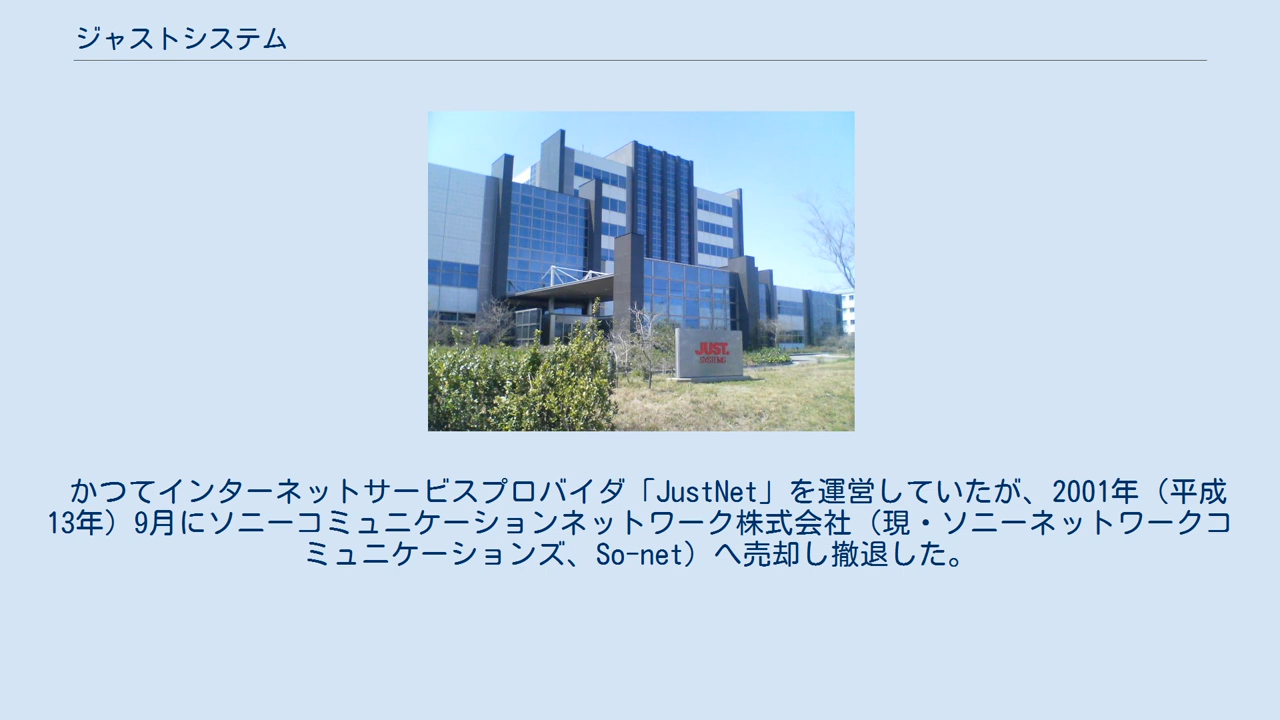 ジャストシステム
JUST.
SYSTEMS
かつてインターネットサービスプロバイダ「JustNet」を運営していたが、2001年（平成
13年）9月にソニーコミュニケーションネットワーク株式会社（現・ソニーネットワークコ
ミュニケーションズ、So-net）へ売却し撤退した。